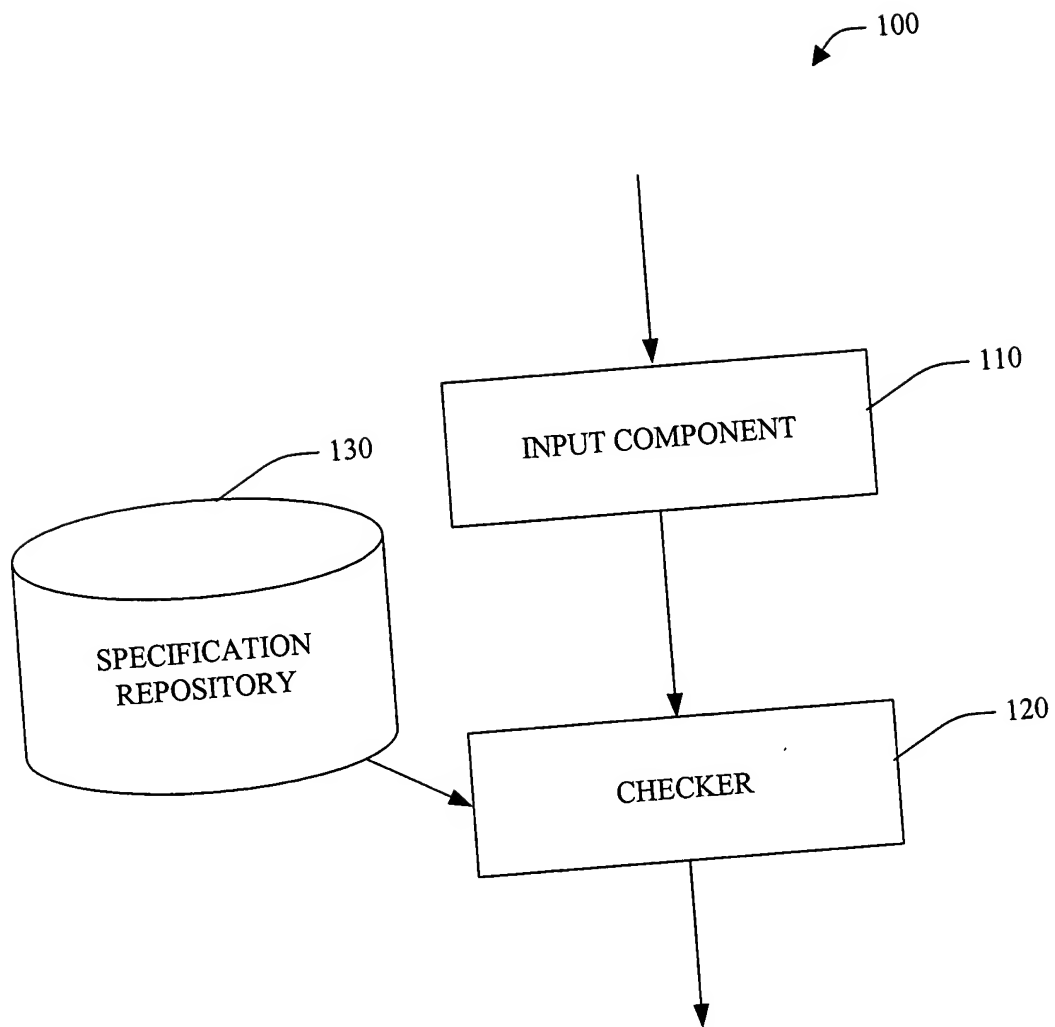 100
110
INPUT COMPONENT
130
SPECIFICATION
REPOSITORY
120
CHECKER